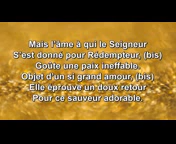 Mais l'âme à qui le Seigneur
S'est donné pour Rédempteur, (bis)
Goûte une paix ineffable.
Objet d'un si grand amour, (bis)
Elle éprouve un doux retour
Pour ce sauveur adorable.